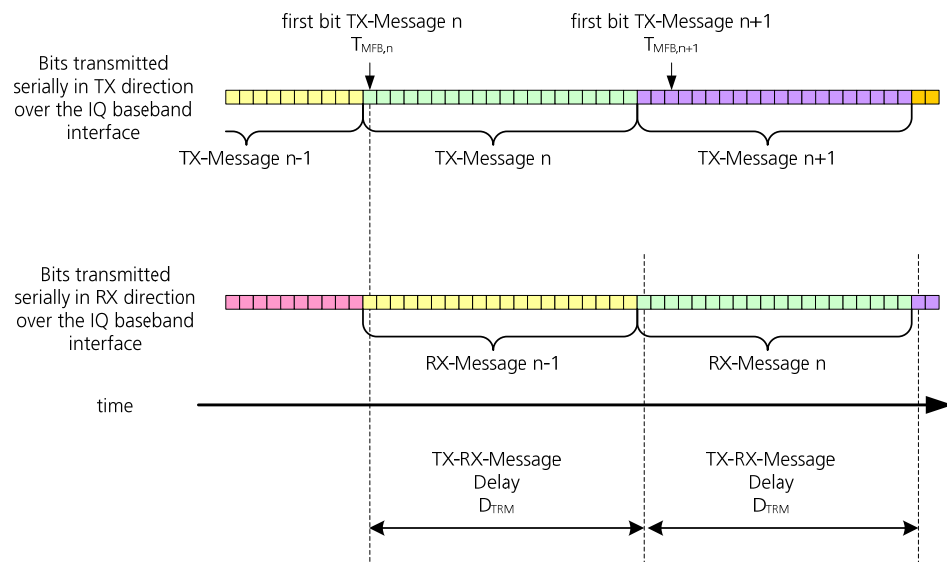 first bit TX-Message n
TMFB,n
first bit TX-Message n+1
TMFB,n+1
Bits transmitted
serially in TX direction
over the IQ baseband
interface
TX-Message n-1
TX-Message n
TX-Message n+1
Bits transmitted
serially in RX direction
over the IQ baseband
interface
RX-Message n-1
RX-Message n
time
TX-RX-Message
Delay
DTRM
TX-RX-Message
Delay
DTRM